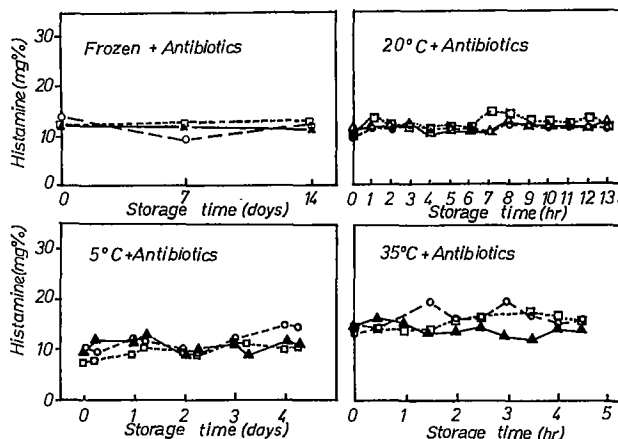 Histamine (mg%)
30
20
10
0
Frozen + Antibiotics
0 7 14
Storage time (days)
20°C + Antibiotics
0 1 2 3 4 5 6 7 8 9 10 11 12 13
Storage time (hr)
Histamine (mg%)
30
20
10
0
5°C + Antibiotics
0 1 2 3 4
Storage time (days)
35°C + Antibiotics
0 1 2 3 4 5
Storage time (hr)